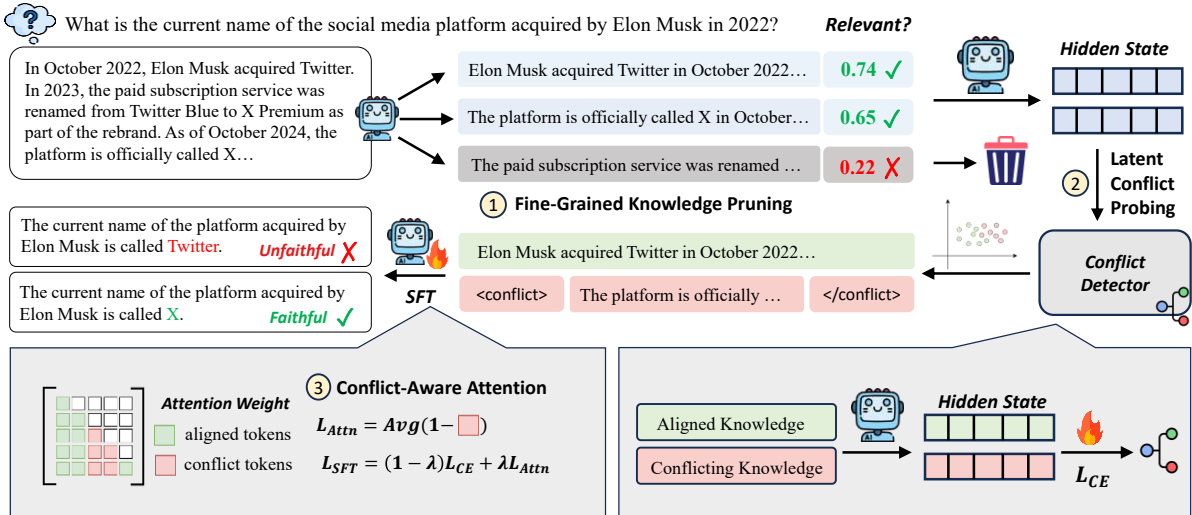 What is the current name of the social media platform acquired by Elon Musk in 2022?
Relevant?
In October 2022, Elon Musk acquired Twitter.
In 2023, the paid subscription service was
renamed from Twitter Blue to X Premium as
part of the rebrand. As of October 2024, the
platform is officially called X…
AI
Elon Musk acquired Twitter in October 2022…
0.74 ✓
The platform is officially called X in October…
0.65 ✓
The paid subscription service was renamed …
0.22 ✗
AI
Hidden State
1 Fine-Grained Knowledge Pruning
2 Latent
Conflict
Probing
The current name of the platform acquired by
Elon Musk is called Twitter.
Unfaithful ✗
The current name of the platform acquired by
Elon Musk is called X.
Faithful ✓
AI
SFT
Elon Musk acquired Twitter in October 2022…
<conflict>
The platform is officially …
</conflict>
Conflict
Detector
3 Conflict-Aware Attention
Attention Weight
aligned tokens
conflict tokens
L_Attn = Avg(1− )
L_SFT = (1 − λ)L_CE + λL_Attn
Aligned Knowledge
Conflicting Knowledge
AI
Hidden State
L_CE